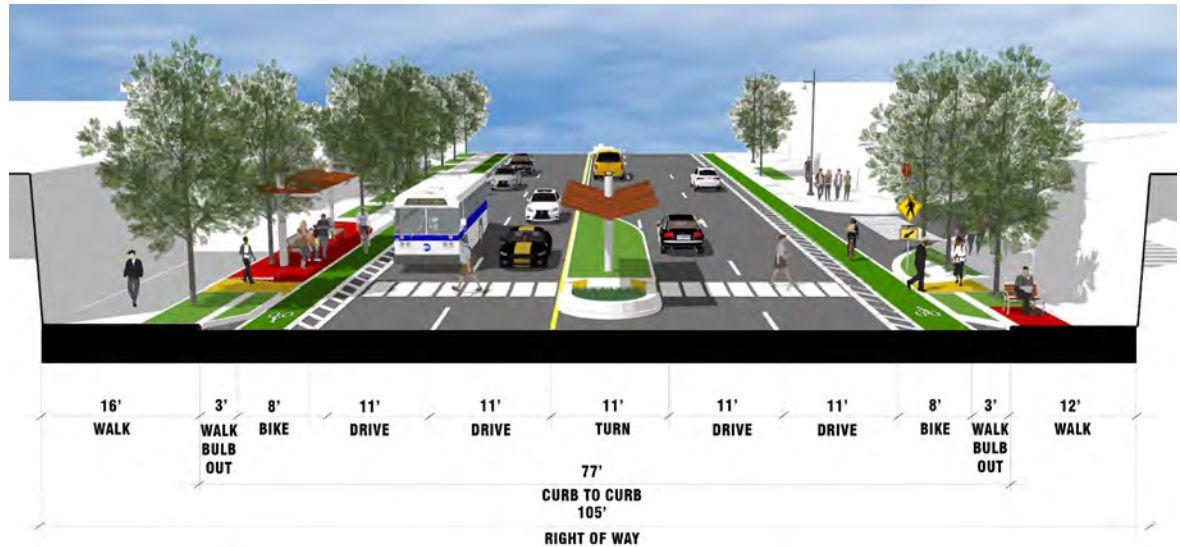 16' 3' 8' 11' 11' 11' 11' 11' 8' 3' 12'
WALK WALK BIKE DRIVE DRIVE TURN DRIVE DRIVE BIKE WALK WALK
BULB BULB
OUT OUT
77'
CURB TO CURB
105'
RIGHT OF WAY